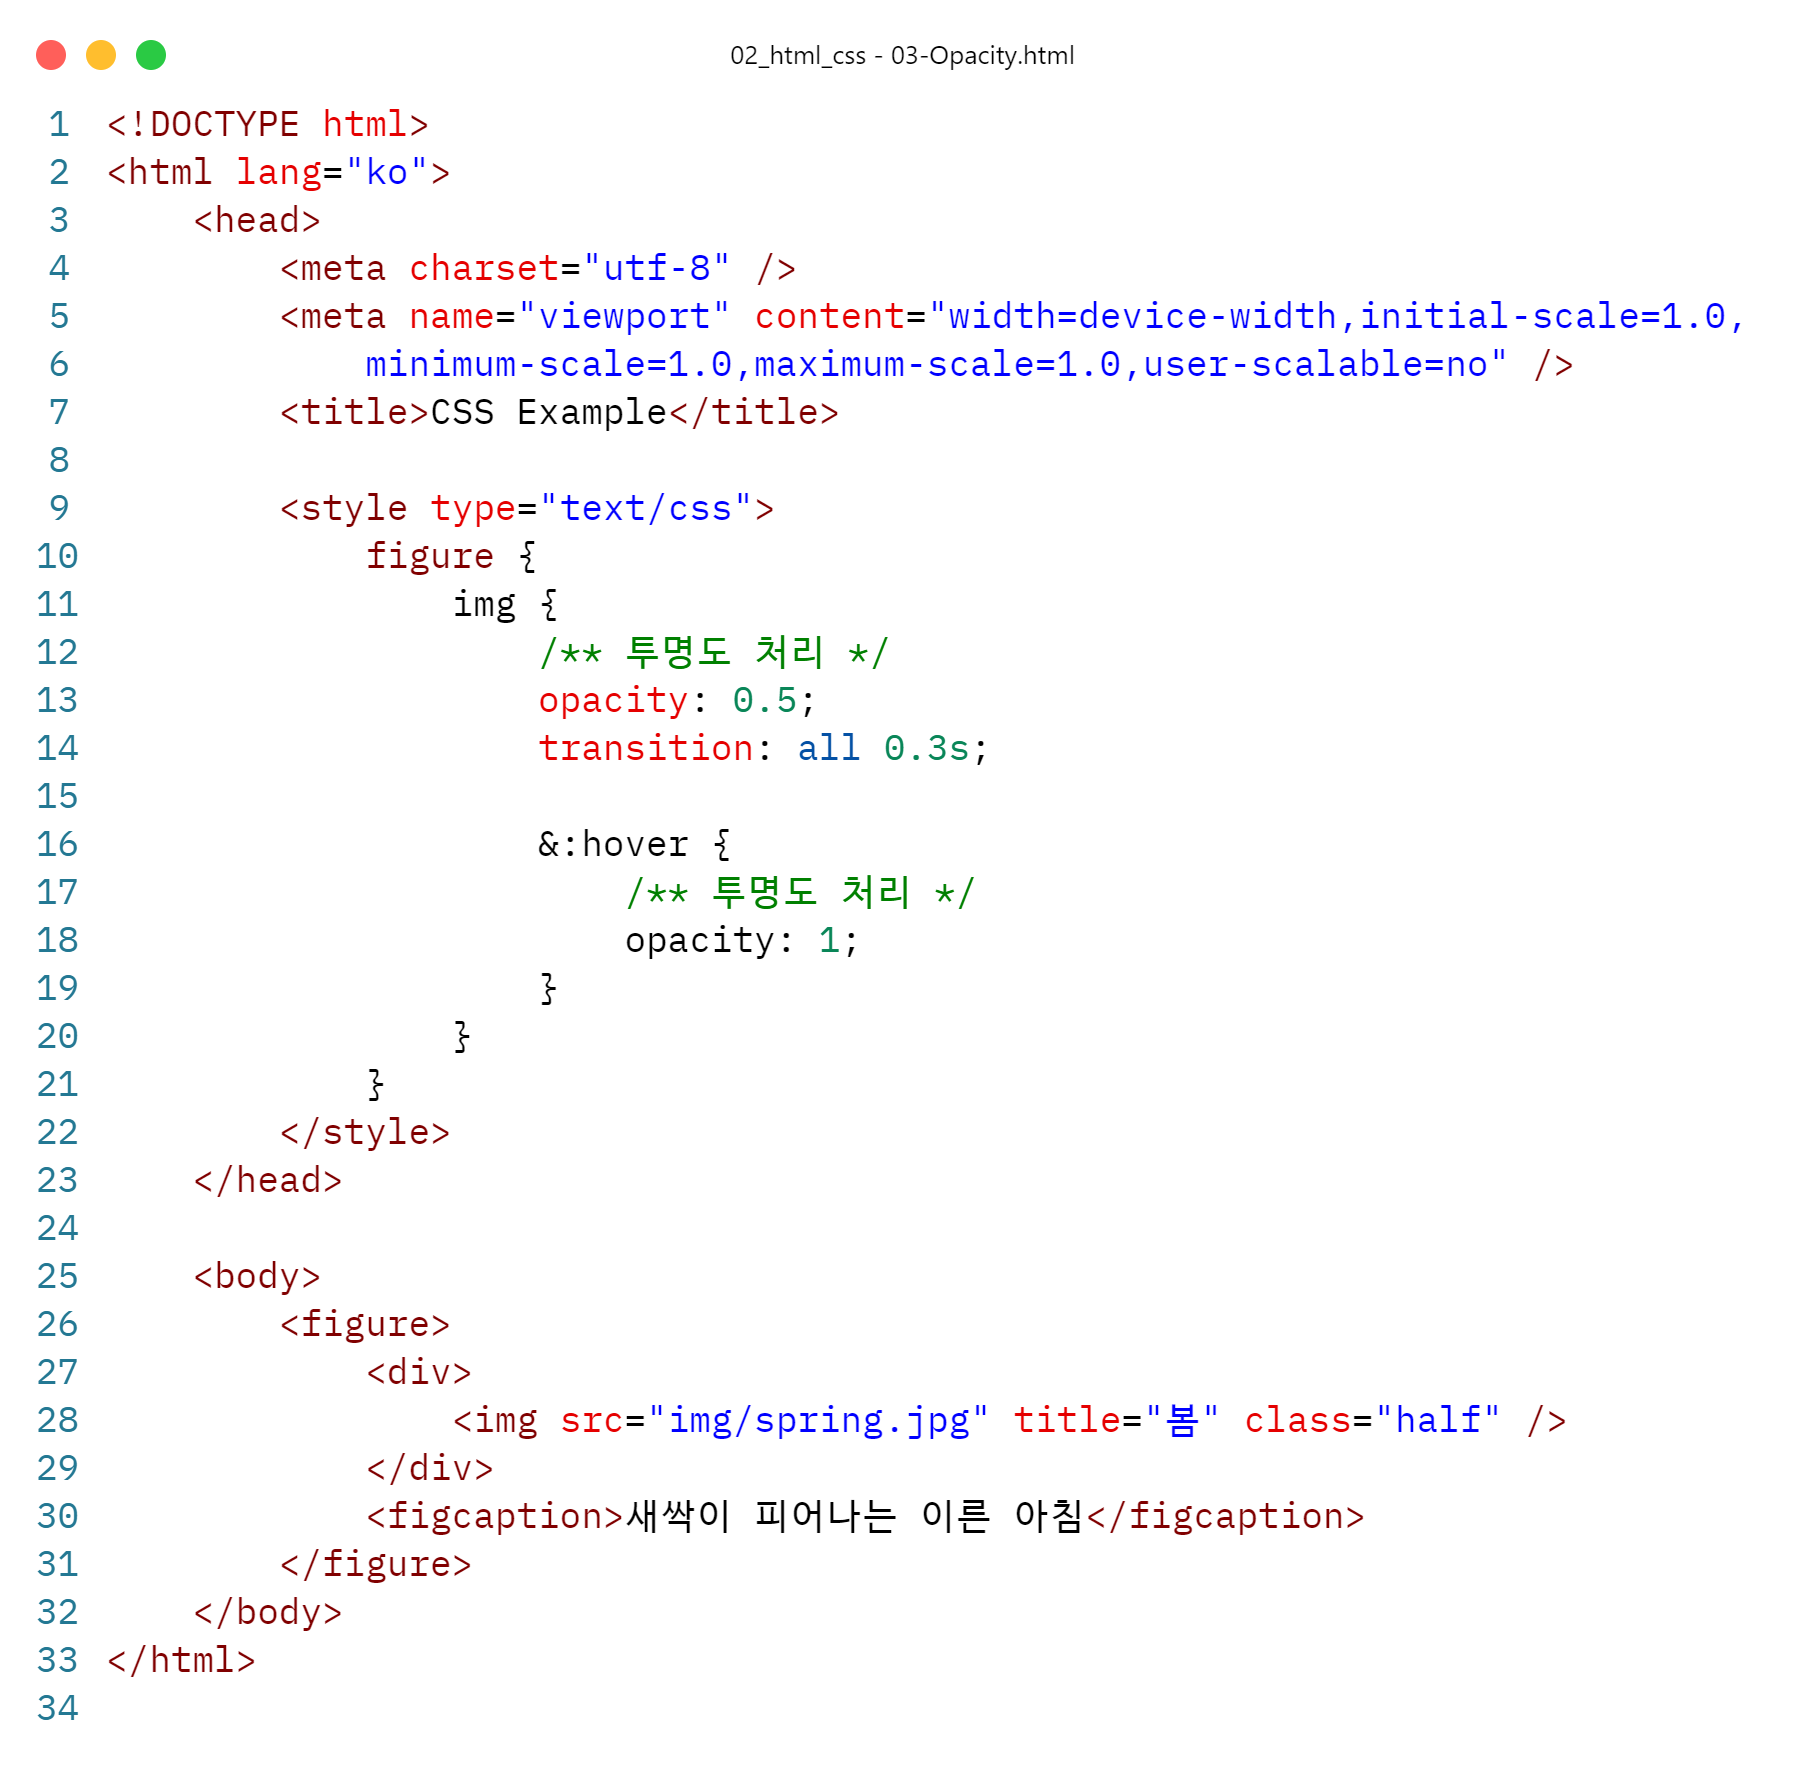 02_html_css - 03-Opacity.html
1 <!DOCTYPE html>
2 <html lang="ko">
3     <head>
4         <meta charset="utf-8" />
5         <meta name="viewport" content="width=device-width,initial-scale=1.0,
6             minimum-scale=1.0,maximum-scale=1.0,user-scalable=no" />
7         <title>CSS Example</title>
8
9         <style type="text/css">
10             figure {
11                 img {
12                     /** 투명도 처리 */
13                     opacity: 0.5;
14                     transition: all 0.3s;
15
16                     &:hover {
17                         /** 투명도 처리 */
18                         opacity: 1;
19                     }
20                 }
21             }
22         </style>
23     </head>
24
25     <body>
26         <figure>
27             <div>
28                 <img src="img/spring.jpg" title="봄" class="half" />
29             </div>
30             <figcaption>새싹이 피어나는 이른 아침</figcaption>
31         </figure>
32     </body>
33 </html>
34